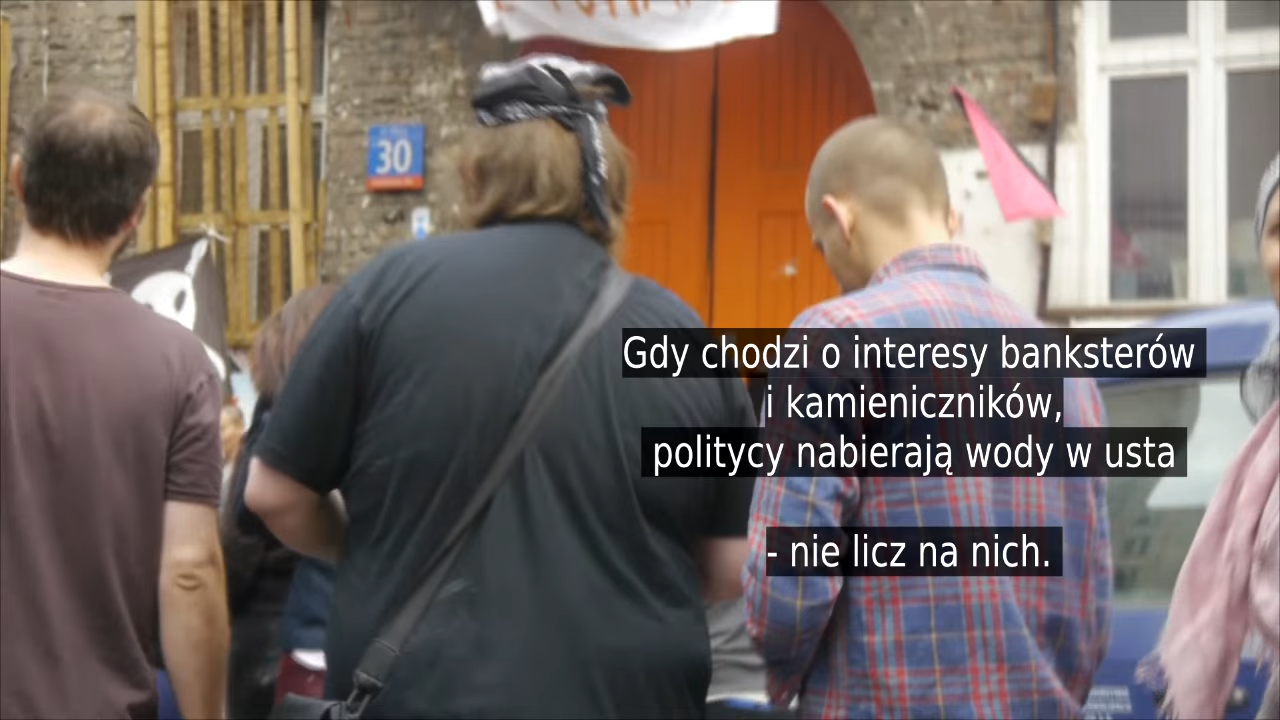 30
Gdy chodzi o interesy banksterów
i kamieniczników,
politycy nabierają wody w usta
- nie licz na nich.